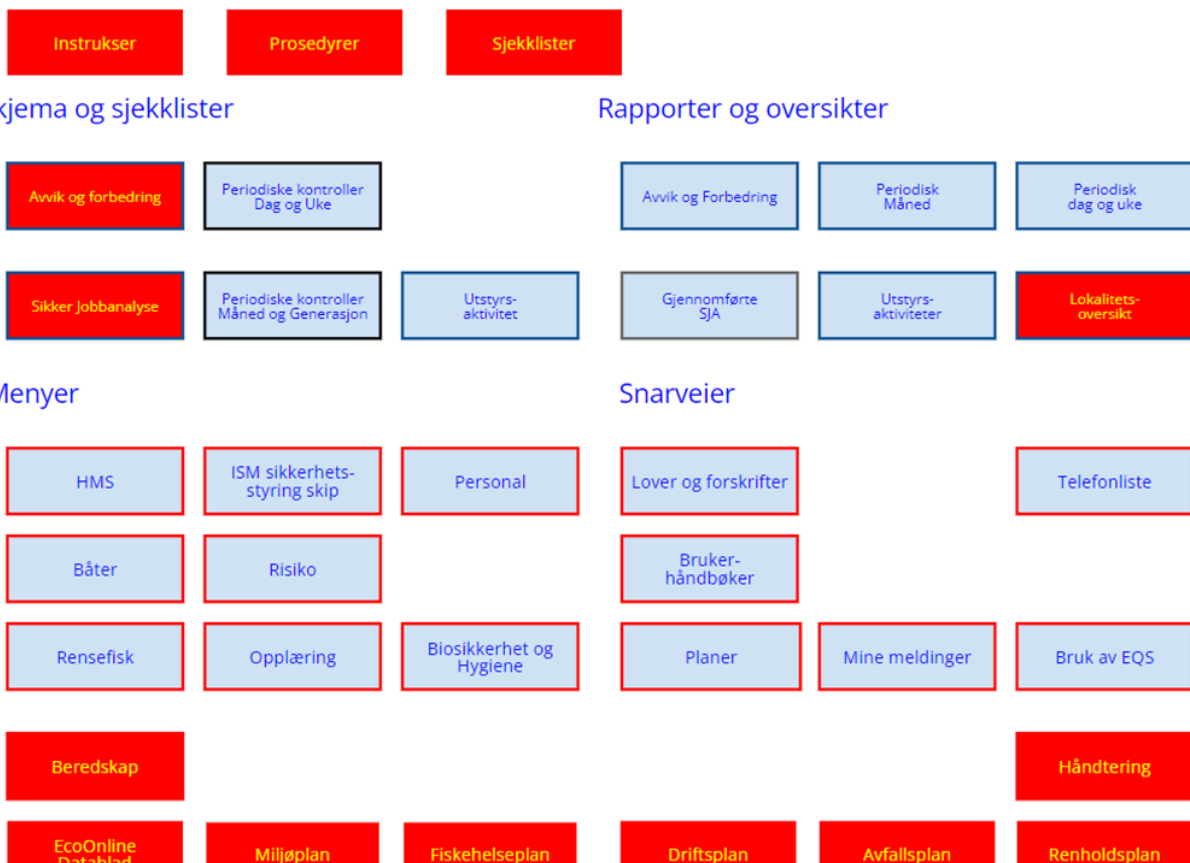 Instrukser
Prosedyrer
Sjekklister
kjema og sjekklister
Rapporter og oversikter
Avvik og forbedring
Periodiske kontroller
Dag og Uke
Avvik og Forbedring
Periodisk
Måned
Periodisk
dag og uke
Sikker Jobbanalyse
Periodiske kontroller
Måned og Generasjon
Utstyrs-
aktivitet
Gjennomførte
SJA
Utstyrs-
aktiviteter
Lokalitets-
oversikt
Menyer
Snarveier
HMS
ISM sikkerhets-
styring skip
Personal
Lover og forskrifter
Telefonliste
Båter
Risiko
Bruker-
håndbøker
Rensefisk
Opplæring
Biosikkerhet og
Hygiene
Planer
Mine meldinger
Bruk av EQS
Beredskap
Håndtering
EcoOnline
Datablad
Miljøplan
Fiskehelseplan
Driftsplan
Avfallsplan
Renholdsplan